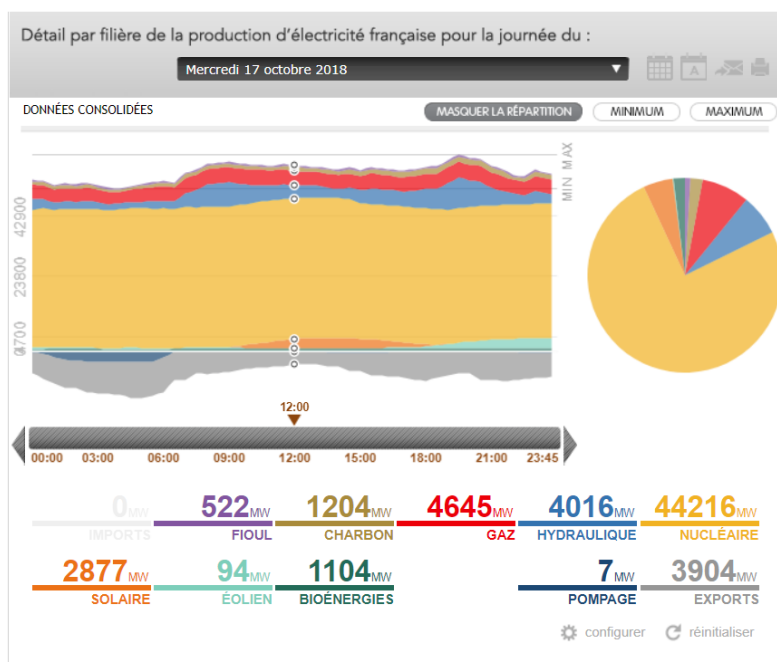 Détail par filière de la production d'électricité française pour la journée du :
Mercredi 17 octobre 2018
DONNÉES CONSOLIDÉES
MASQUER LA RÉPARTITION
MINIMUM
MAXIMUM
MIN MAX
42900
23800
4700
12:00
00:00 03:00 06:00 09:00 12:00 15:00 18:00 21:00 23:45
0MW 522MW 1204MW 4645MW 4016MW 44216MW
IMPORTS FIOUL CHARBON GAZ HYDRAULIQUE NUCLÉAIRE
2877MW 94MW 1104MW 7MW 3904MW
SOLAIRE ÉOLIEN BIOÉNERGIES POMPAGE EXPORTS
configurer réinitialiser